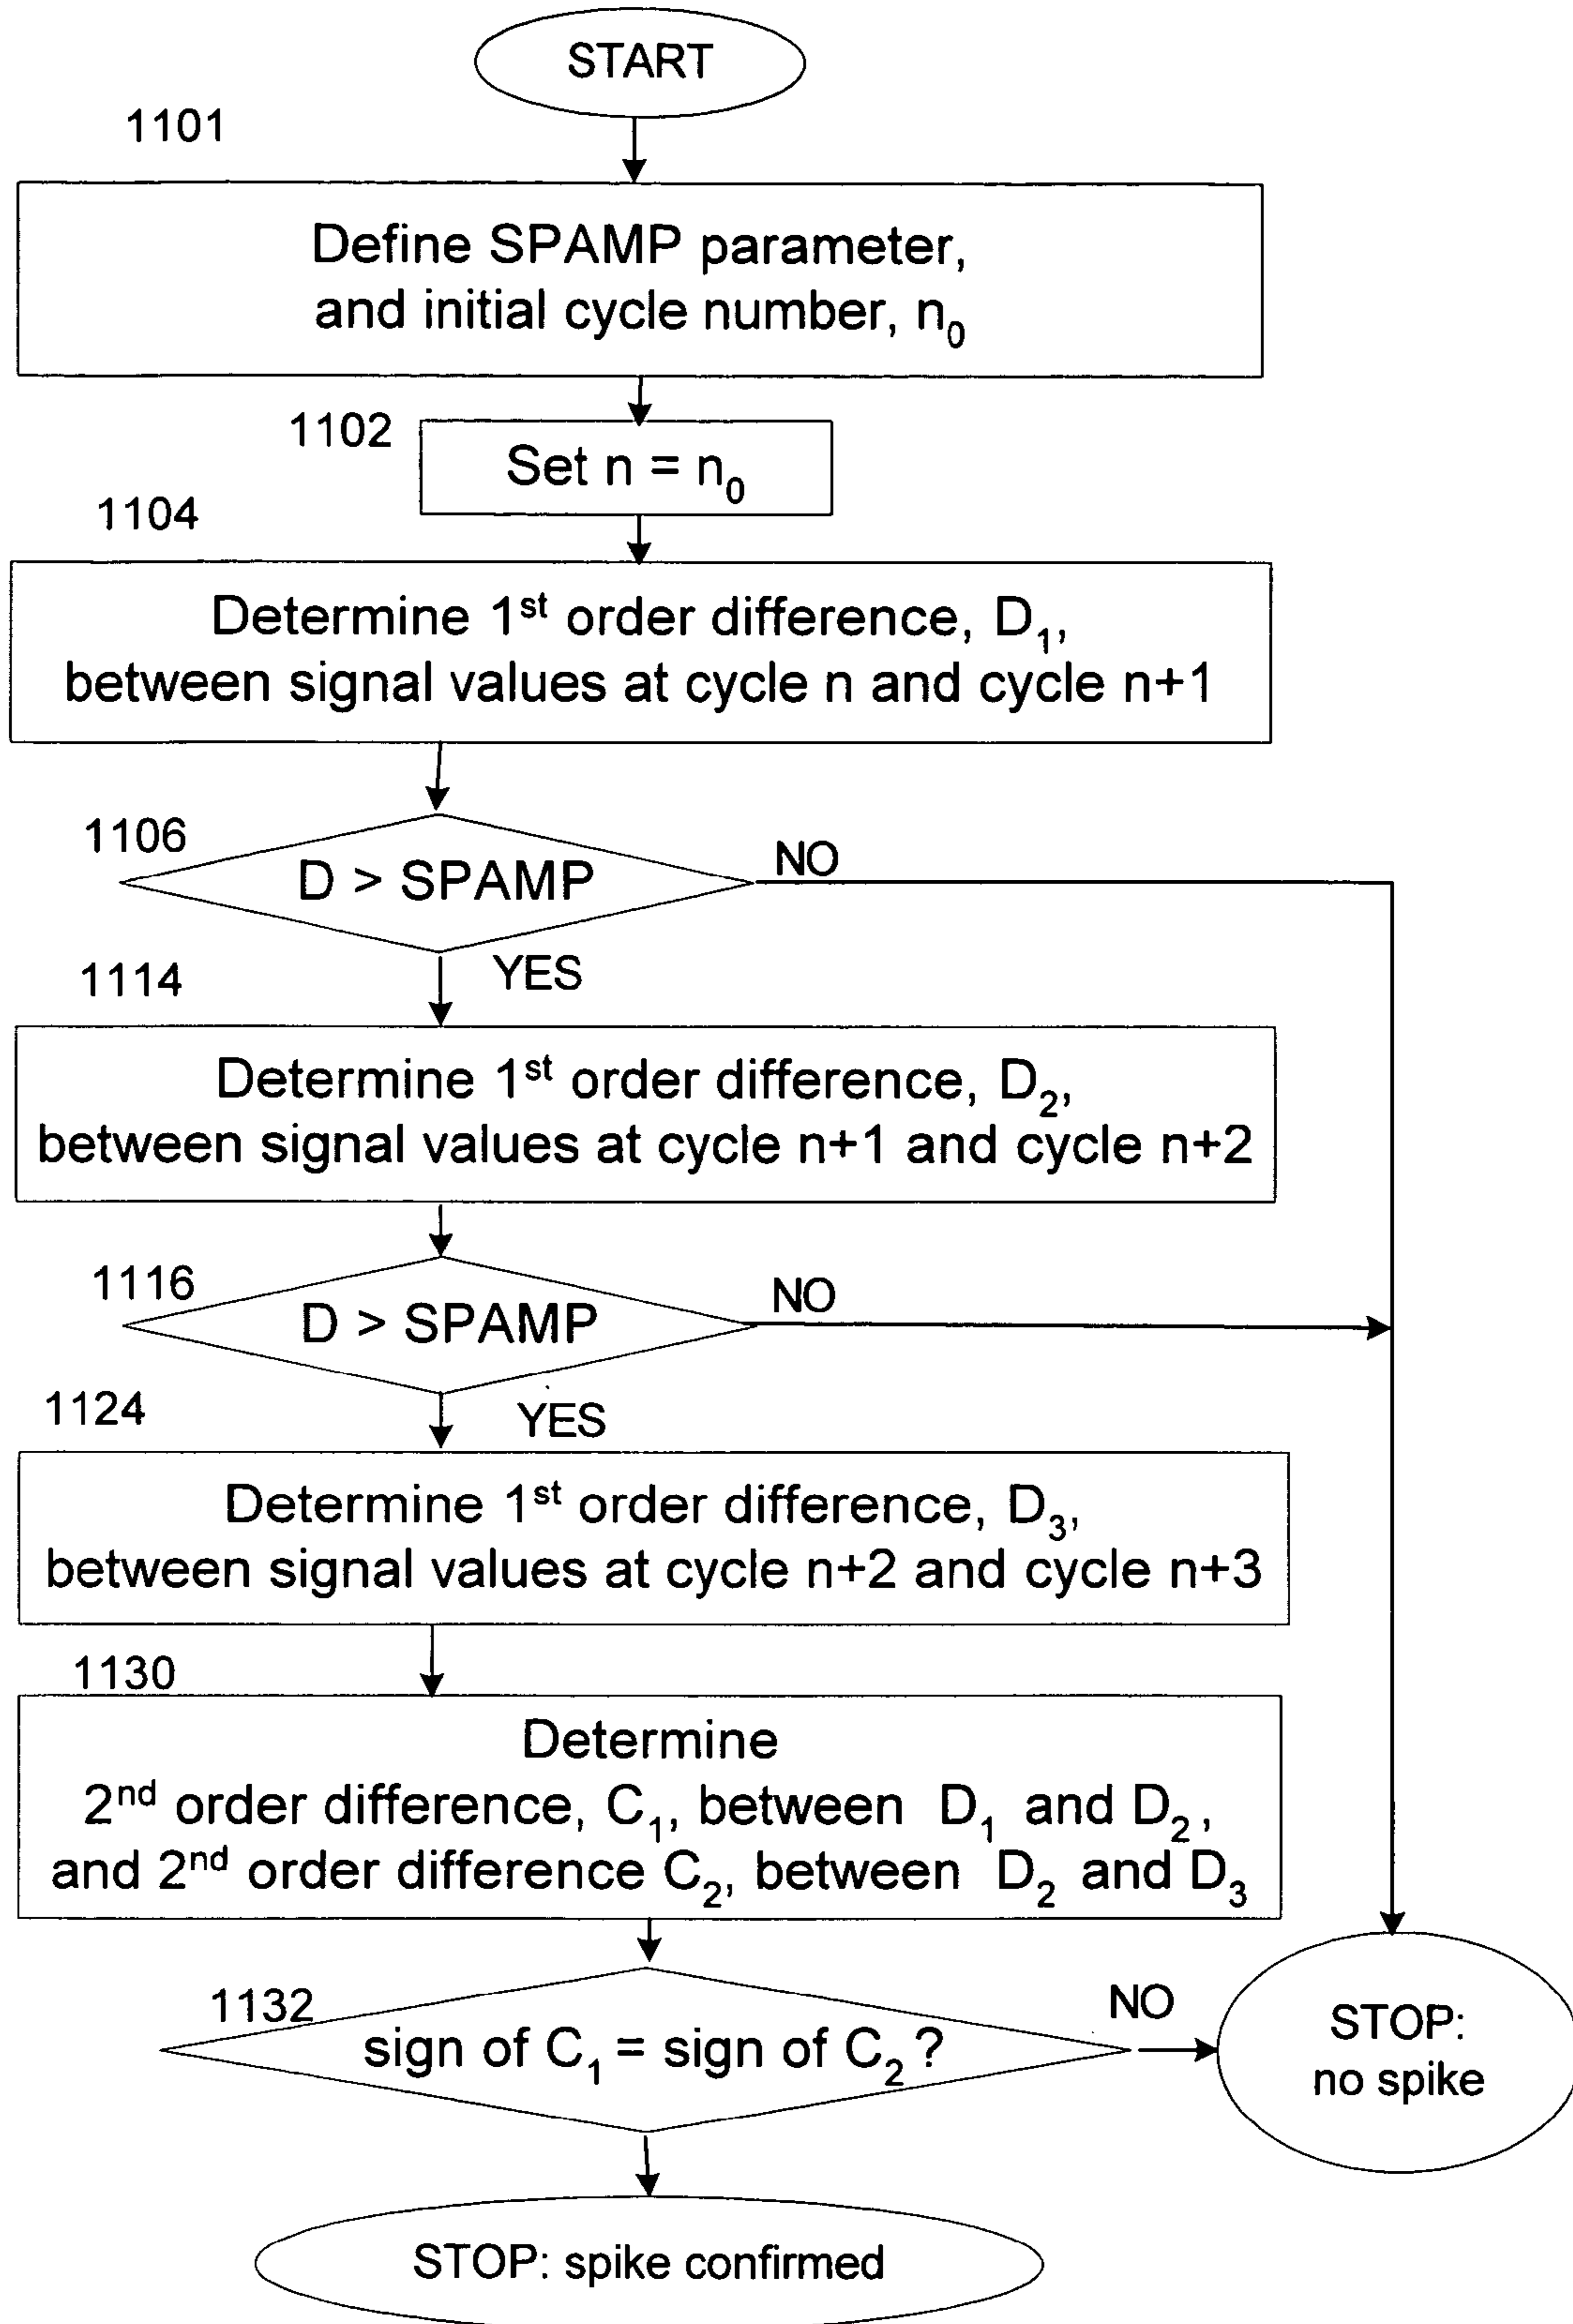 START
1101
Define SPAMP parameter,
and initial cycle number, n₀
1102
Set n = n₀
1104
Determine 1ˢᵗ order difference, D₁,
between signal values at cycle n and cycle n+1
1106
D > SPAMP
NO
YES
1114
Determine 1ˢᵗ order difference, D₂,
between signal values at cycle n+1 and cycle n+2
1116
D > SPAMP
NO
YES
1124
Determine 1ˢᵗ order difference, D₃,
between signal values at cycle n+2 and cycle n+3
1130
Determine
2ⁿᵈ order difference, C₁, between D₁ and D₂,
and 2ⁿᵈ order difference C₂, between D₂ and D₃
1132
sign of C₁ = sign of C₂ ?
NO
STOP:
no spike
STOP: spike confirmed